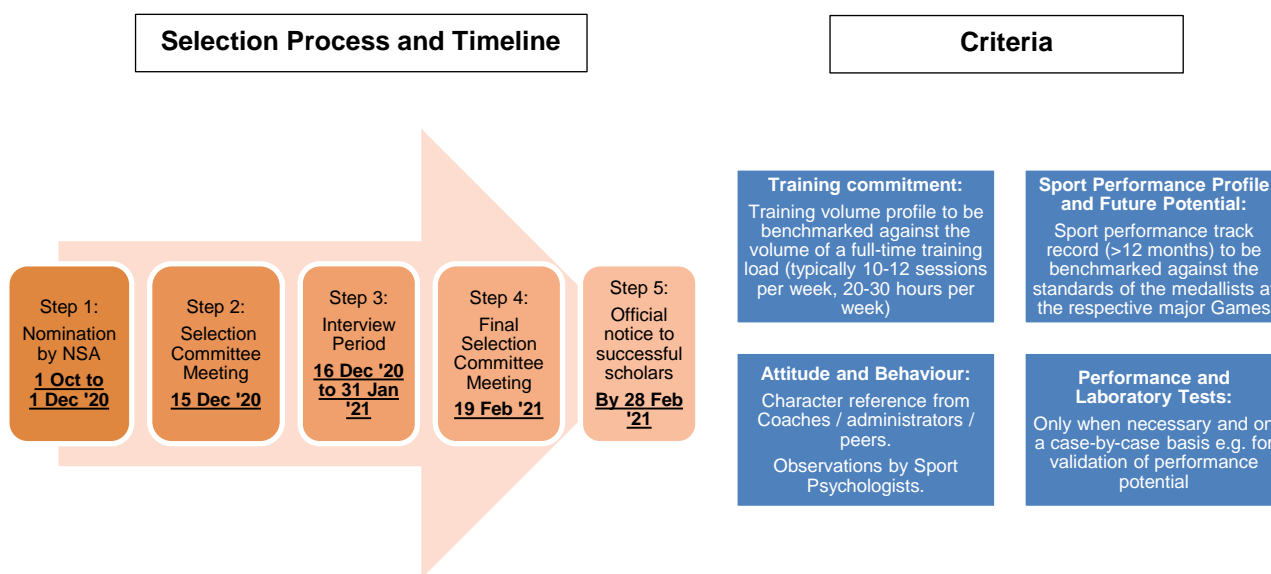 Selection Process and Timeline
Criteria
Step 1:
Nomination
by NSA
1 Oct to
1 Dec '20
Step 2:
Selection
Committee
Meeting
15 Dec '20
Step 3:
Interview
Period
16 Dec '20
to 31 Jan
'21
Step 4:
Final
Selection
Committee
Meeting
19 Feb '21
Step 5:
Official
notice to
successful
scholars
By 28 Feb
'21
Training commitment:
Training volume profile to be
benchmarked against the
volume of a full-time training
load (typically 10-12 sessions
per week, 20-30 hours per
week)
Sport Performance Profile
and Future Potential:
Sport performance track
record (>12 months) to be
benchmarked against the
standards of the medallists at
the respective major Games
Attitude and Behaviour:
Character reference from
Coaches / administrators /
peers.
Observations by Sport
Psychologists.
Performance and
Laboratory Tests:
Only when necessary and on
a case-by-case basis e.g. for
validation of performance
potential